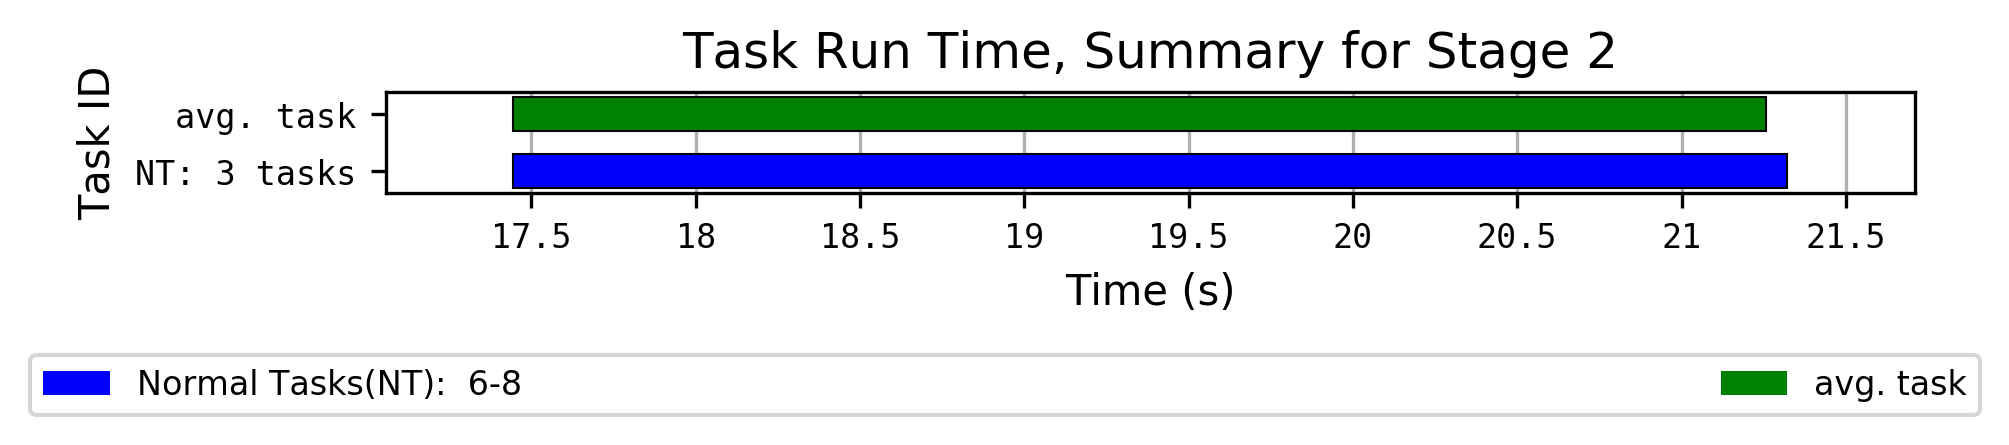 Task Run Time, Summary for Stage 2
Task ID
avg. task
NT: 3 tasks
17.5 18 18.5 19 19.5 20 20.5 21 21.5
Time (s)
Normal Tasks(NT):  6-8 avg. task